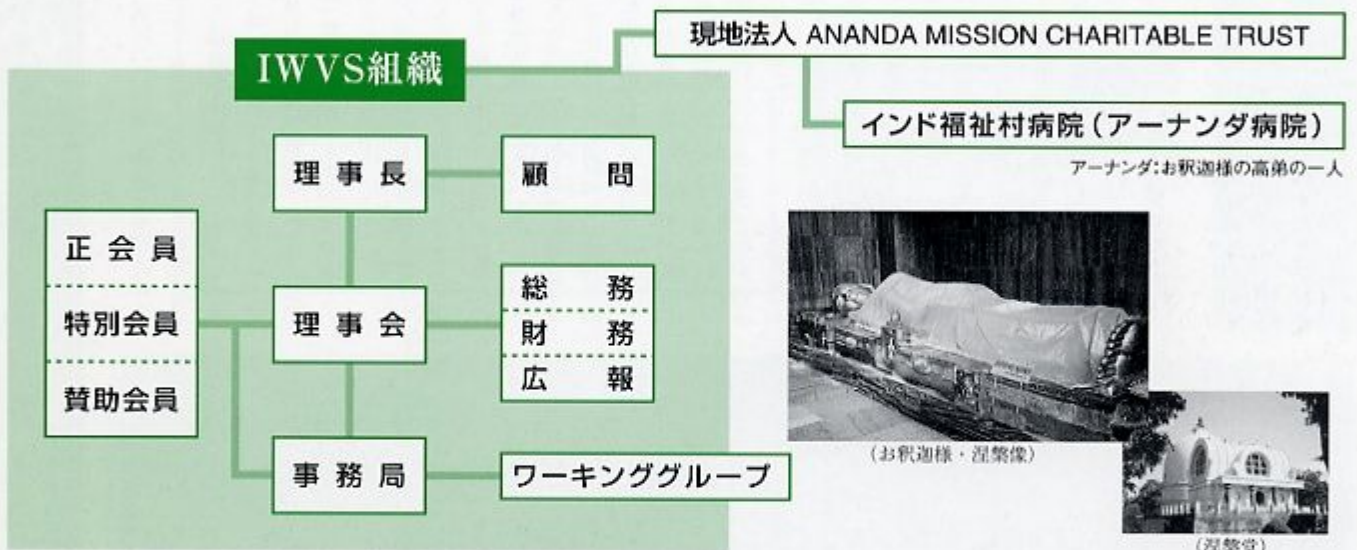 IWVS組織
現地法人 ANANDA MISSION CHARITABLE TRUST
インド福祉村病院(アーナンダ病院)
アーナンダ:お釈迦様の高弟の一人
理事長
顧問
正会員
特別会員
賛助会員
理事会
総務
財務
広報
事務局
ワーキンググループ
(お釈迦様・涅槃像)
(涅槃堂)